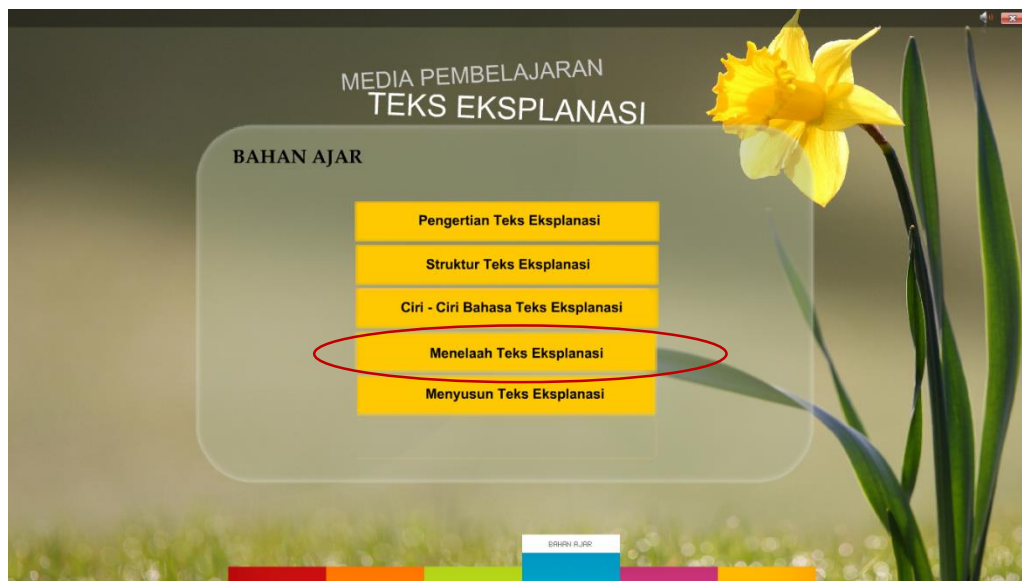 MEDIA PEMBELAJARAN
TEKS EKSPLANASI
BAHAN AJAR
Pengertian Teks Eksplanasi
Struktur Teks Eksplanasi
Ciri - Ciri Bahasa Teks Eksplanasi
Menelaah Teks Eksplanasi
Menyusun Teks Eksplanasi
BAHAN AJAR